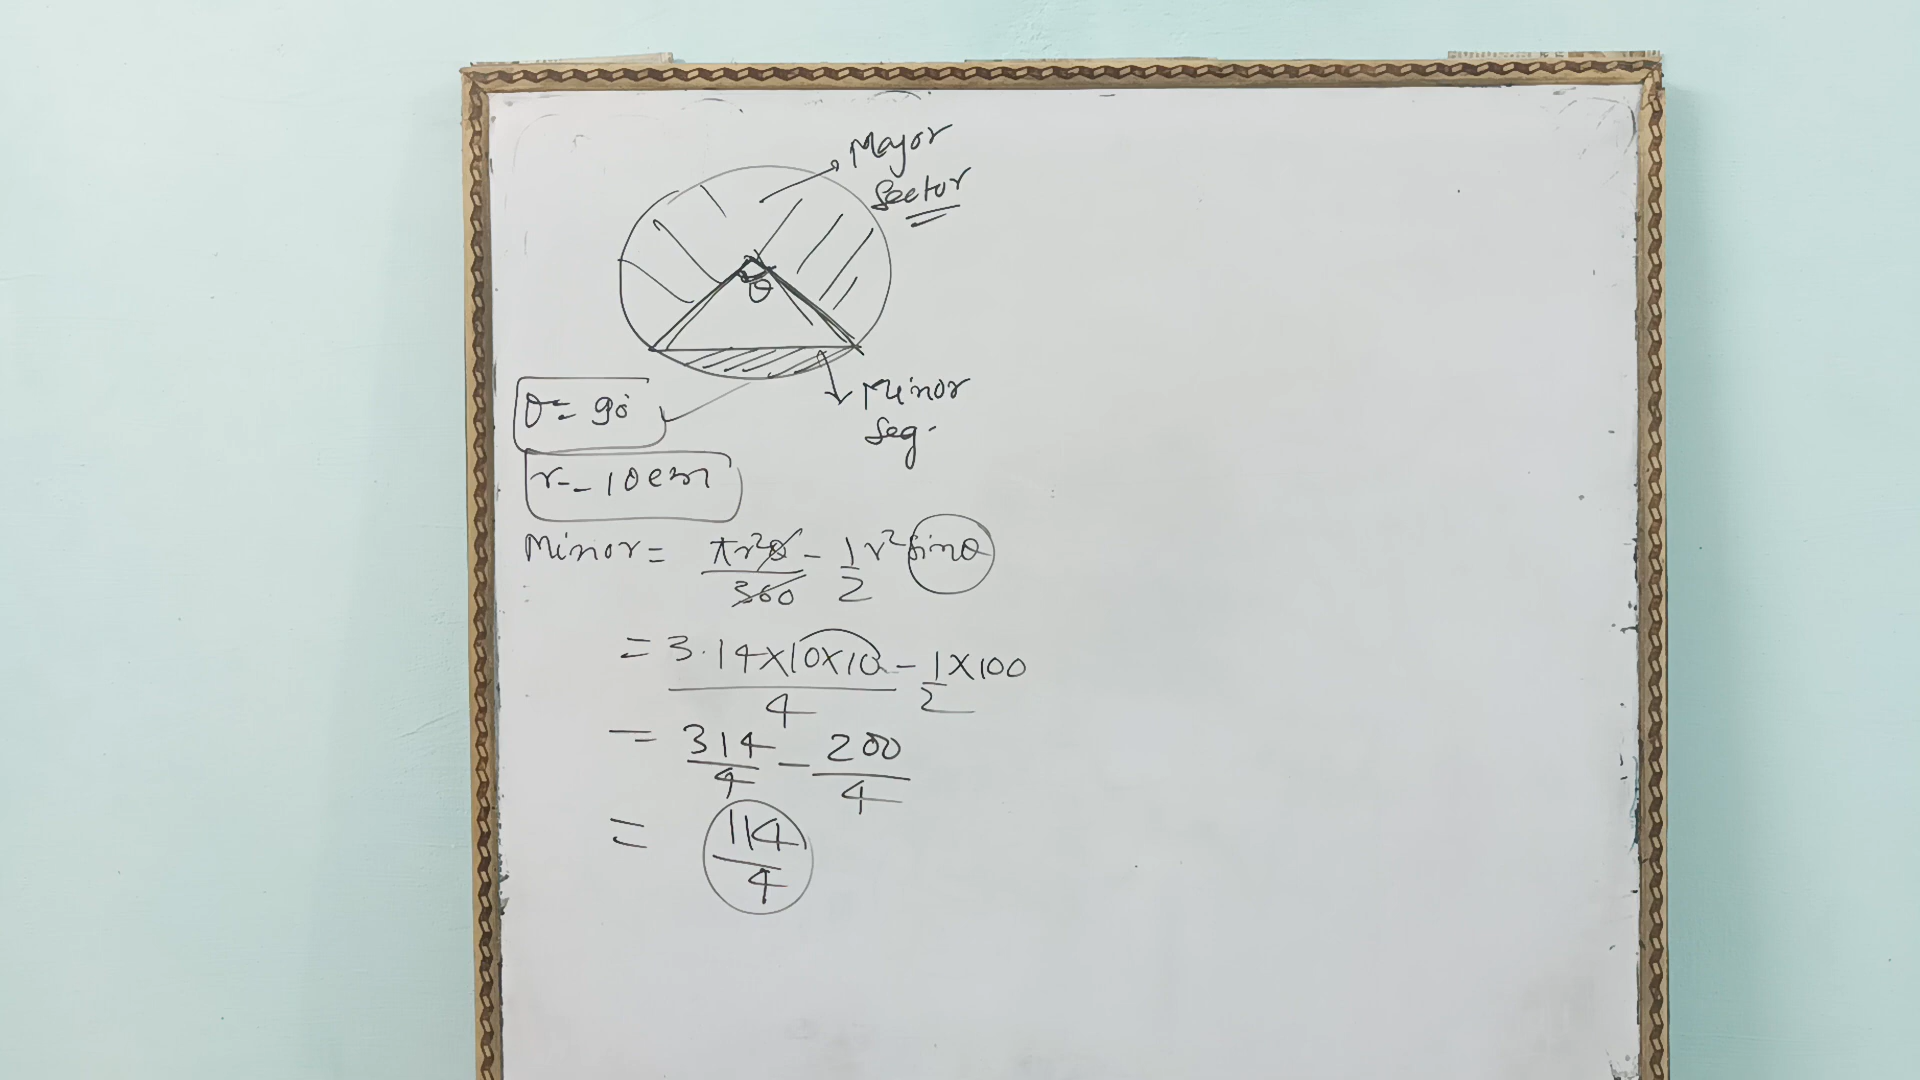 Major
Sector
θ
Minor
Seg.
θ = 90°
r = 10cm
Minor = πr²θ/360 - 1/2 r² sinθ
= 3.14×10×10/4 - 1/2 ×100
= 314/4 - 200/4
= 114/4